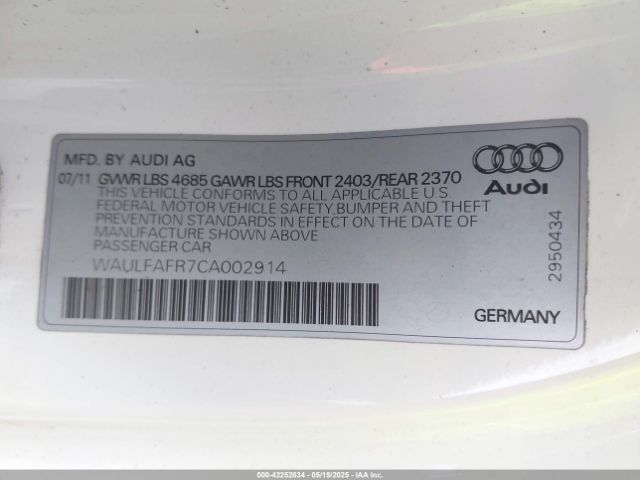 MFD. BY AUDI AG
07/11 GVWR LBS 4685 GAWR LBS FRONT 2403/REAR 2370
THIS VEHICLE CONFORMS TO ALL APPLICABLE U S
FEDERAL MOTOR VEHICLE SAFETY,BUMPER AND THEFT
PREVENTION STANDARDS IN EFFECT ON THE DATE OF
MANUFACTURE SHOWN ABOVE
PASSENGER CAR
WAULFAFR7CA002914
Audi
2950434
GERMANY
000-42252634 - 05/19/2025 - IAAI.COM